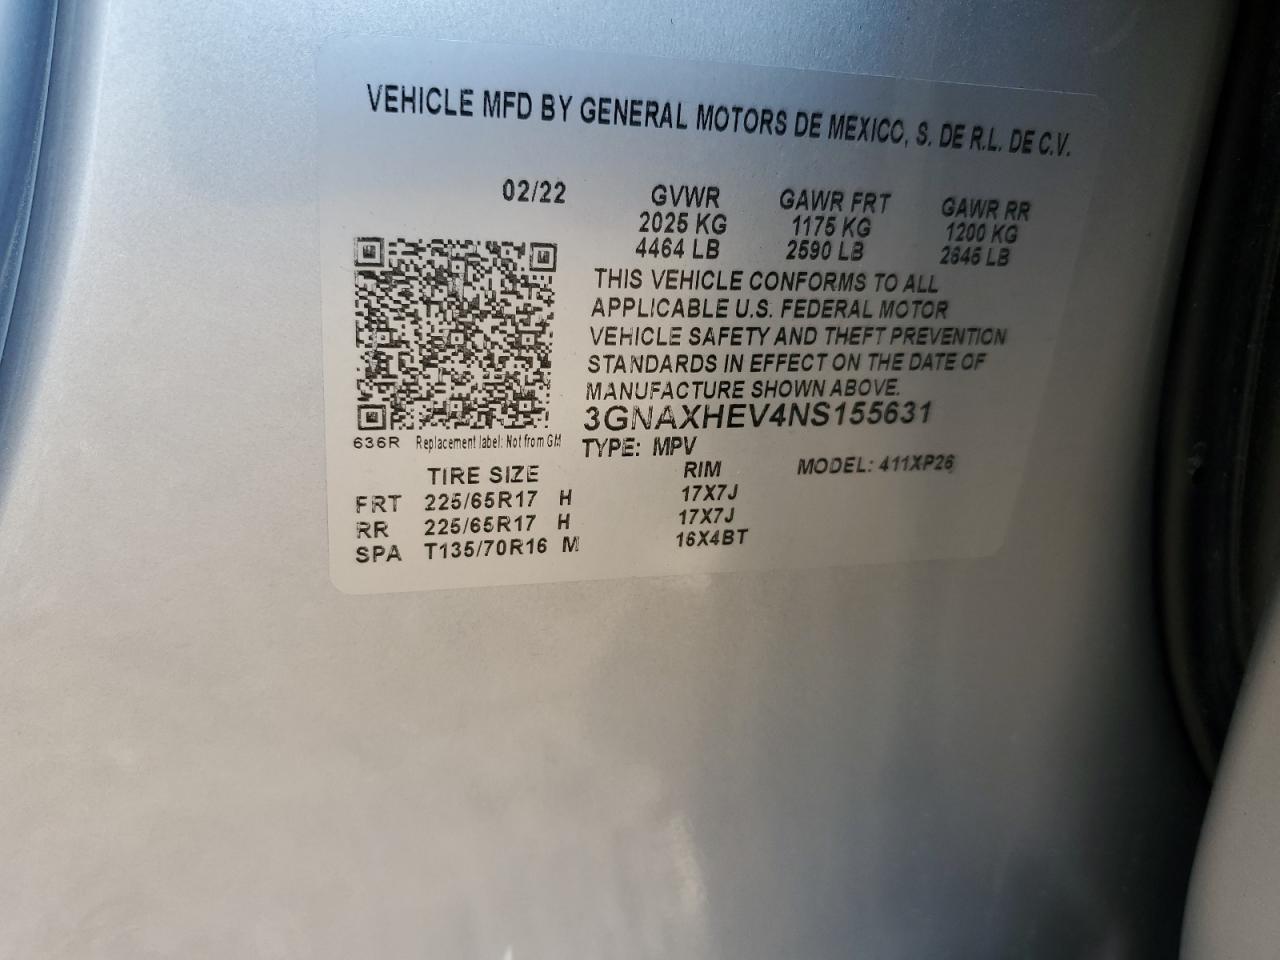 VEHICLE MFD BY GENERAL MOTORS DE MEXICO, S. DE R.L. DE C.V.
02/22 GVWR GAWR FRT GAWR RR
2025 KG 1175 KG 1200 KG
4464 LB 2590 LB 2645 LB
THIS VEHICLE CONFORMS TO ALL
APPLICABLE U.S. FEDERAL MOTOR
VEHICLE SAFETY AND THEFT PREVENTION
STANDARDS IN EFFECT ON THE DATE OF
MANUFACTURE SHOWN ABOVE.
3GNAXHEV4NS155631
636R Replacement label: Not from GM
TYPE: MPV MODEL: 411XP26
TIRE SIZE RIM
FRT 225/65R17 H 17X7J
RR 225/65R17 H 17X7J
SPA T135/70R16 M 16X4BT